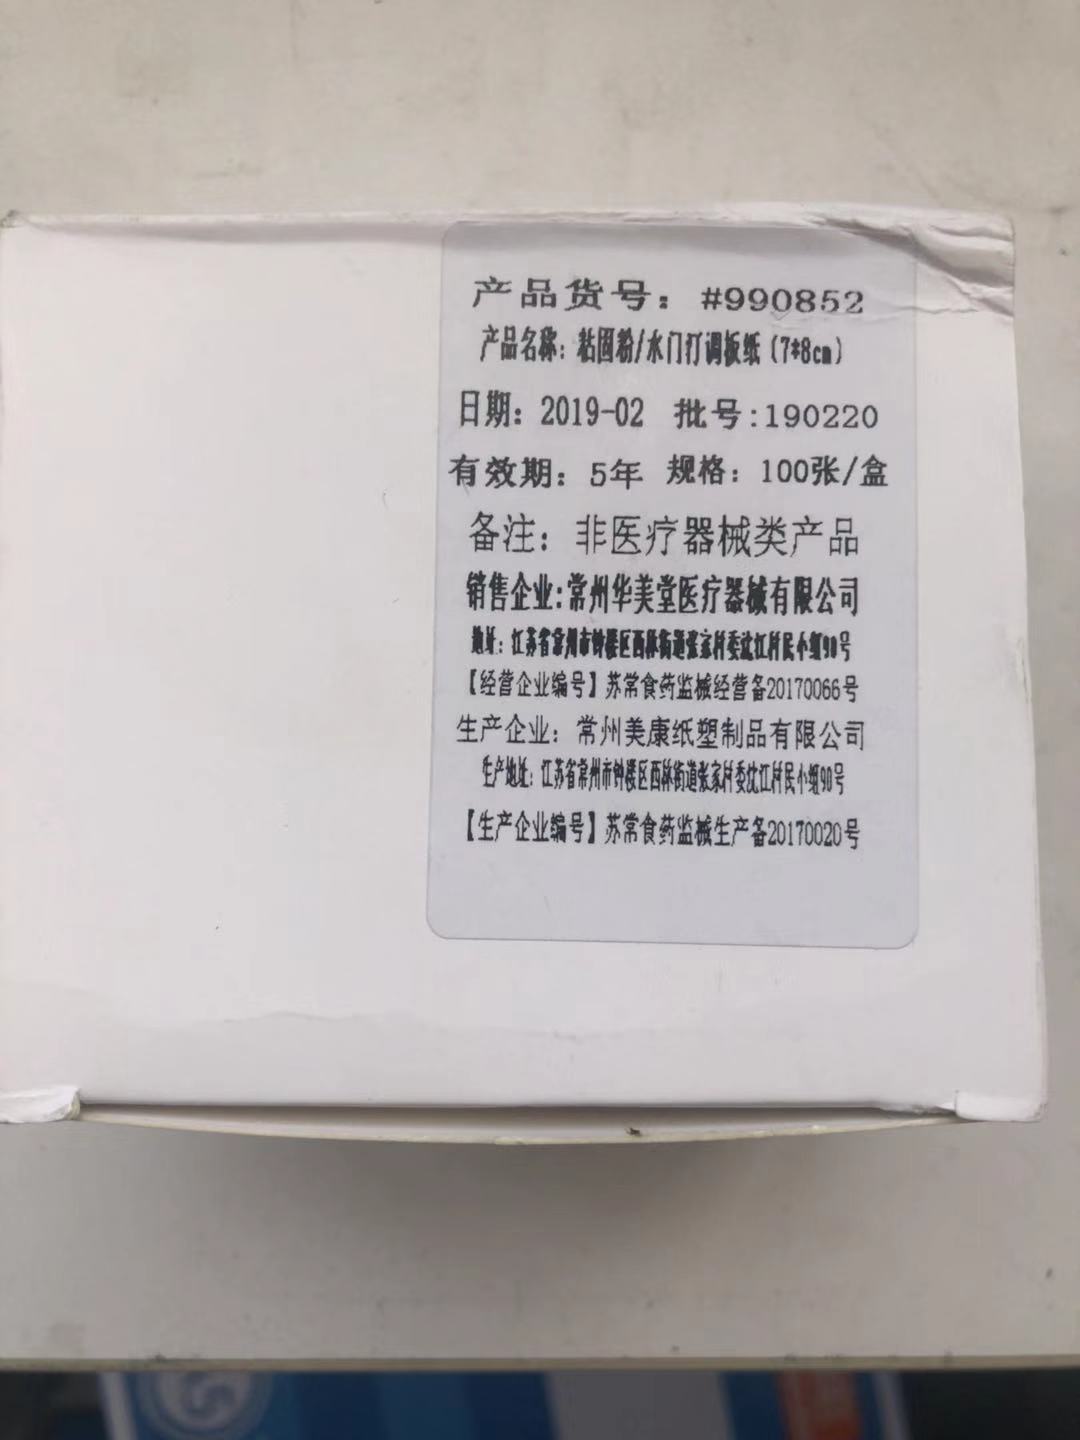 产品货号：#990852
产品名称：粘固粉/水门汀调板纸(7*8cm)
日期：2019-02 批号:190220
有效期：5年 规格：100张/盒
备注：非医疗器械类产品
销售企业:常州华美堂医疗器械有限公司
地址：江苏省常州市钟楼区西林街道张家村委沈江村民小组90号
【经营企业编号】苏常食药监械经营备20170066号
生产企业：常州美康纸塑制品有限公司
生产地址：江苏省常州市钟楼区西林街道张家村委沈江村民小组90号
【生产企业编号】苏常食药监械生产备20170020号